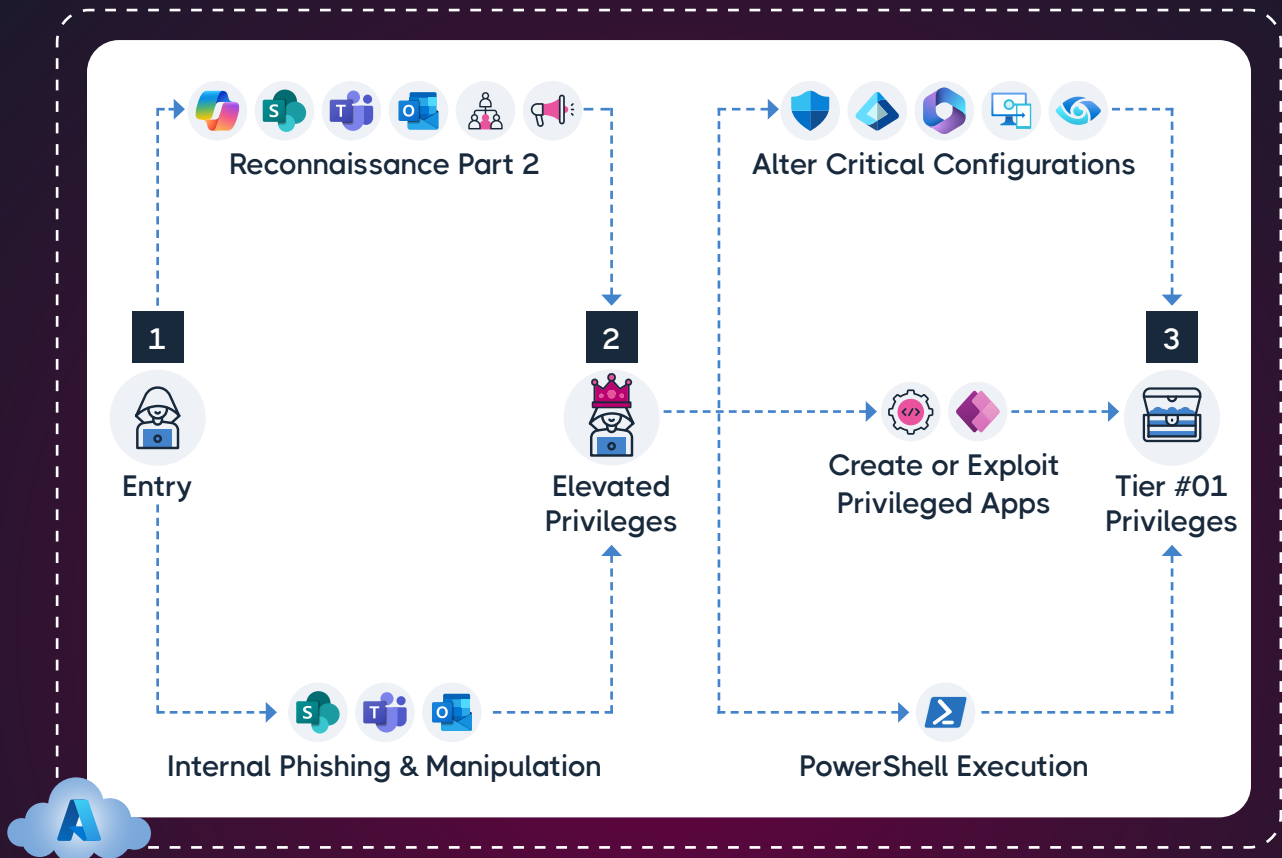 Reconnaissance Part 2
Alter Critical Configurations
1
2
3
Entry
Elevated
Privileges
Create or Exploit
Privileged Apps
Tier #01
Privileges
Internal Phishing & Manipulation
PowerShell Execution
S
T
O
S
T
O